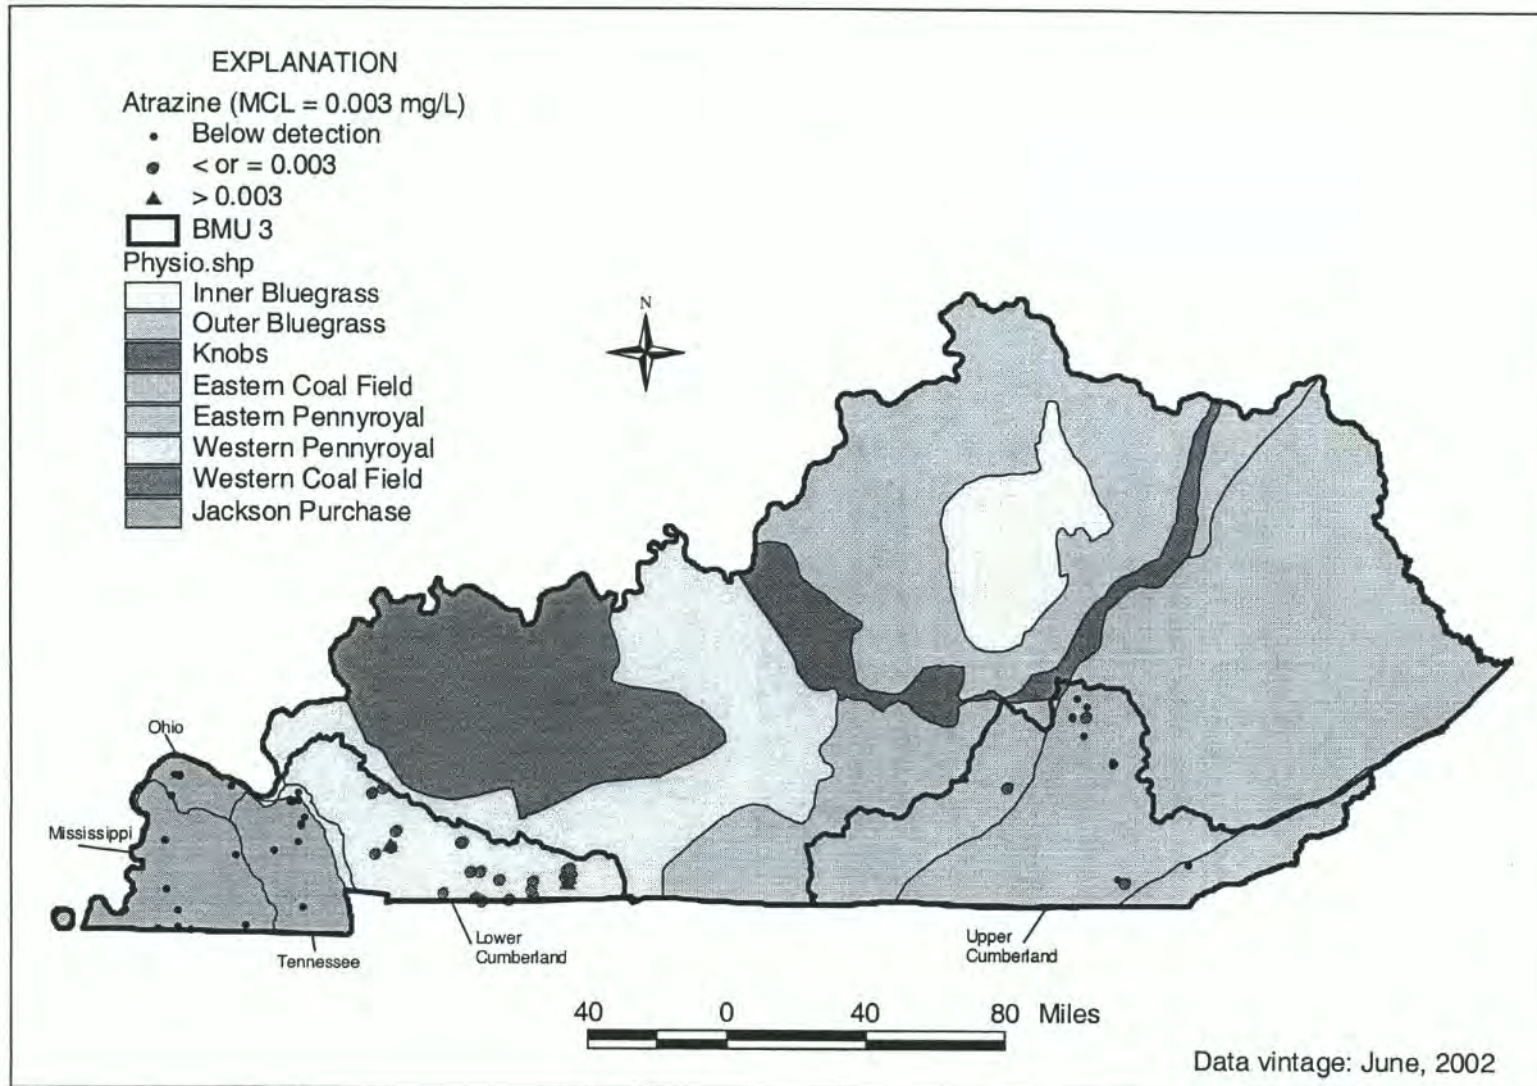 EXPLANATION
Atrazine (MCL = 0.003 mg/L)
Below detection
< or = 0.003
> 0.003
BMU 3
Physio.shp
Inner Bluegrass
Outer Bluegrass
Knobs
Eastern Coal Field
Eastern Pennyroyal
Western Pennyroyal
Western Coal Field
Jackson Purchase
N
Ohio
Mississippi
Tennessee
Lower
Cumberland
Upper
Cumberland
40 0 40 80 Miles
Data vintage: June, 2002